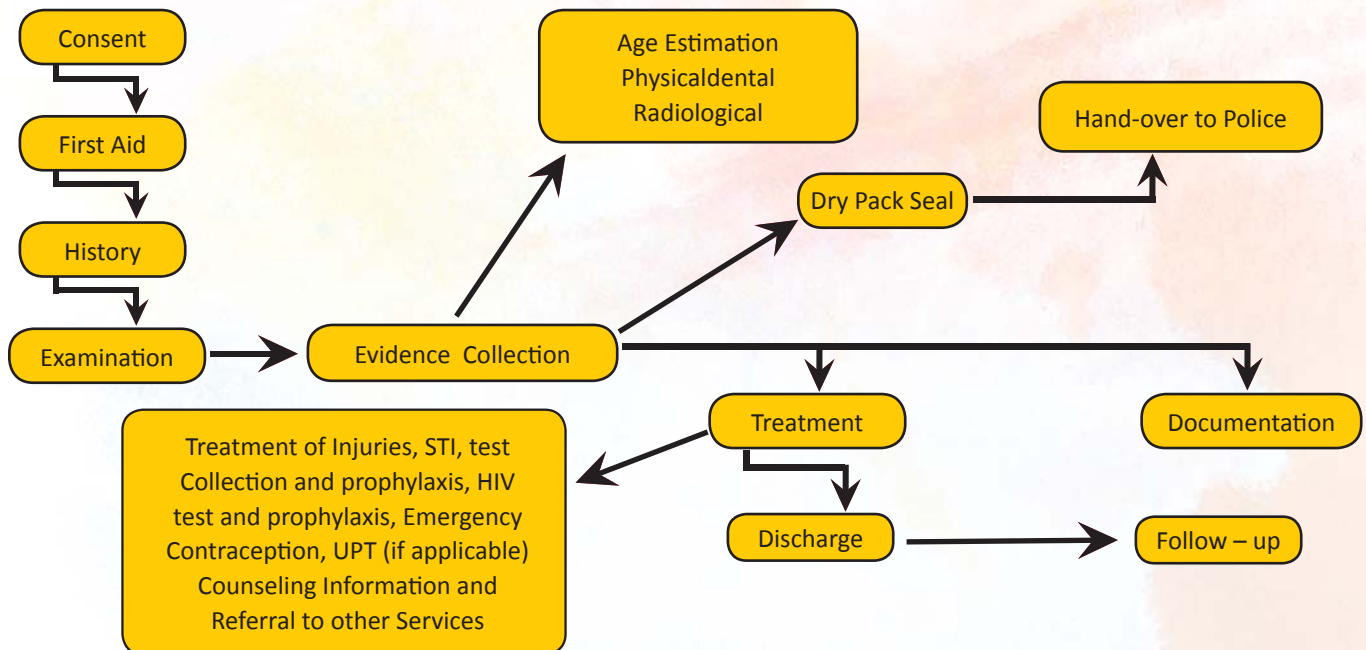 Consent
First Aid
History
Examination
Evidence Collection
Age Estimation
Physicaldental
Radiological
Dry Pack Seal
Hand-over to Police
Treatment
Documentation
Treatment of Injuries, STI, test
Collection and prophylaxis, HIV
test and prophylaxis, Emergency
Contraception, UPT (if applicable)
Counseling Information and
Referral to other Services
Discharge
Follow – up